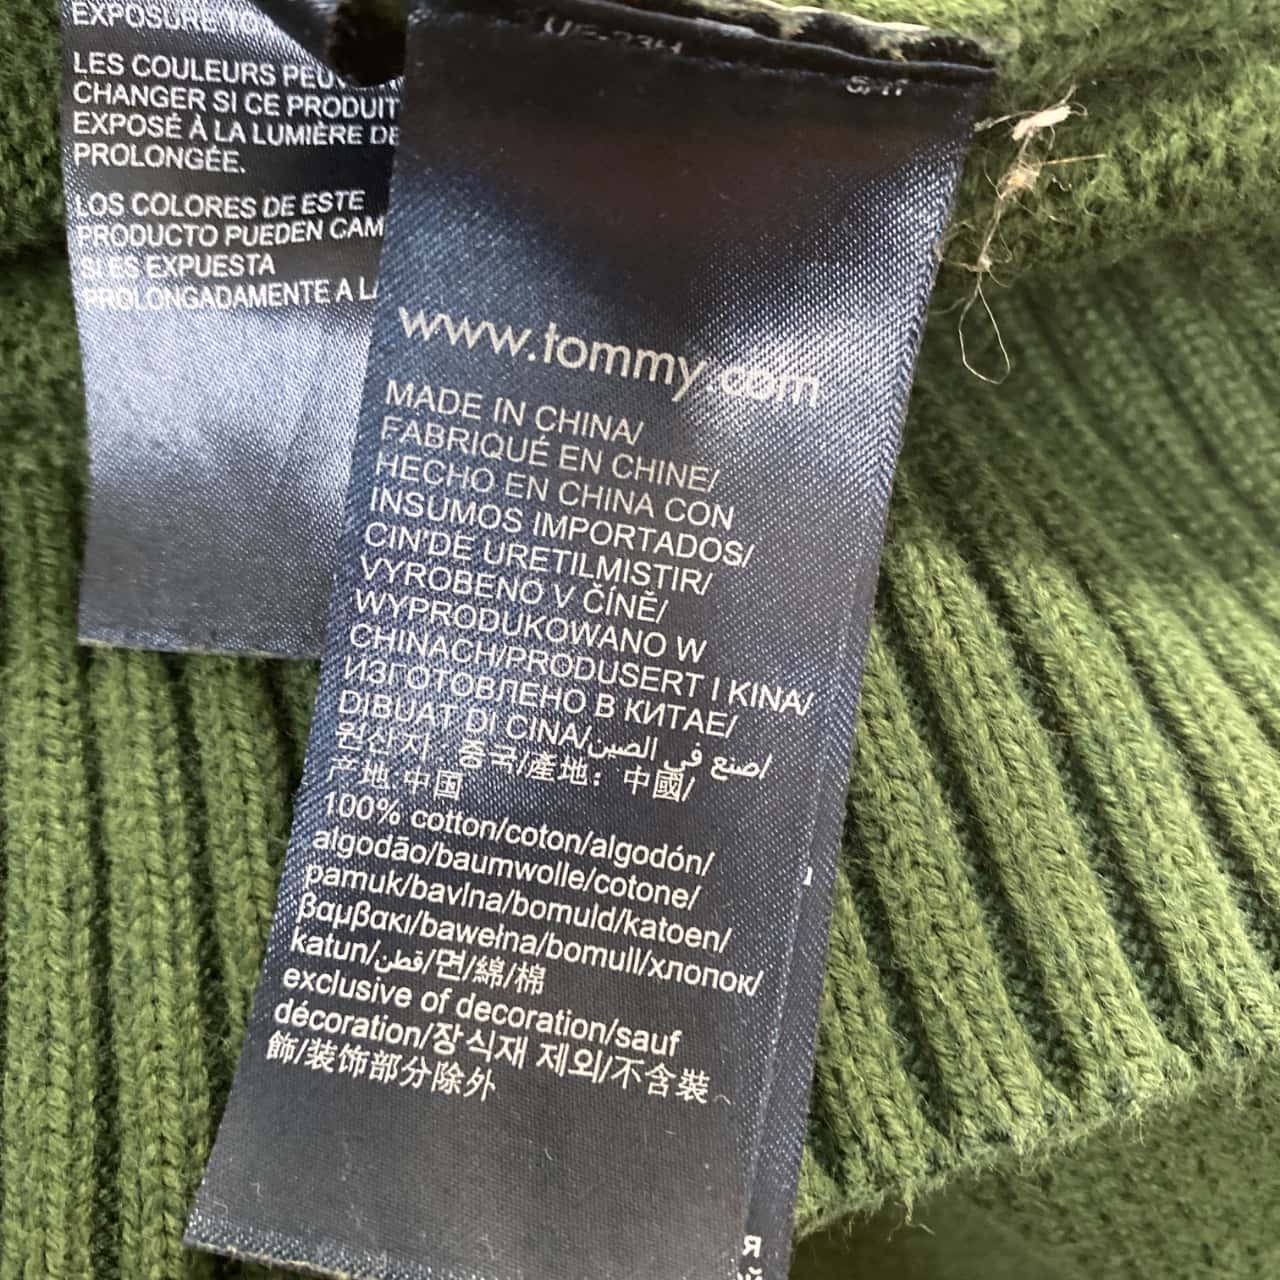 EXPOSURE TO
LES COULEURS
CHANGER SI CE PRODUIT
EXPOSÉ À LA LUMIÈRE DE
PROLONGÉE.
LOS COLORES DE ESTE
PRODUCTO PUEDEN CAM
SI ES EXPUESTA
PROLONGADAMENTE A
www.tommy.com
MADE IN CHINA/
FABRIQUÉ EN CHINE/
HECHO EN CHINA CON
INSUMOS IMPORTADOS/
CIN'DE URETILMISTIR/
VYROBENO V ČÍNĚ/
WYPRODUKOWANO W
CHINACH/PRODUSERT I KINA/
ИЗГОТОВЛЕНО В КИТАЕ/
DIBUAT DI CINA/صنع في الصين/
원산지 : 중국/產地: 中國/
产地.中国
100% cotton/coton/algodón/
algodão/baumwolle/cotone/
pamuk/bavlna/bomuld/katoen/
βαμβακι/bawełna/bomull/хлопок/
katun/قطن/면/綿/棉
exclusive of decoration/sauf
décoration/장식재 제외/不含裝
飾/装饰部分除外